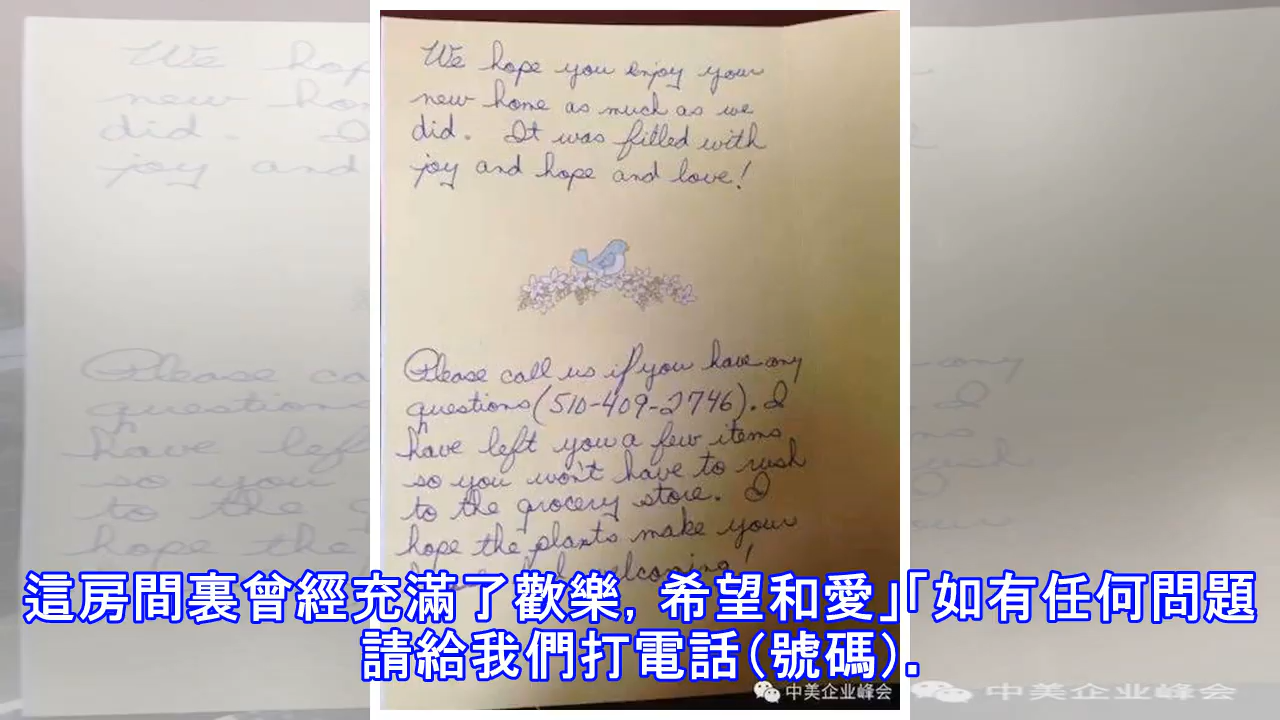 We hope you enjoy your
new home as much as we
did. It was filled with
joy and hope and love!
Please call us if you have any
questions (510-409-2746). I
have left you a few items
so you won't have to rush
to the grocery store. I
hope the plants make your
welcoming!
這房間裏曾經充滿了歡樂, 希望和愛」「如有任何問題
請給我們打電話(號碼).
中美企业峰会
中美企业峰会